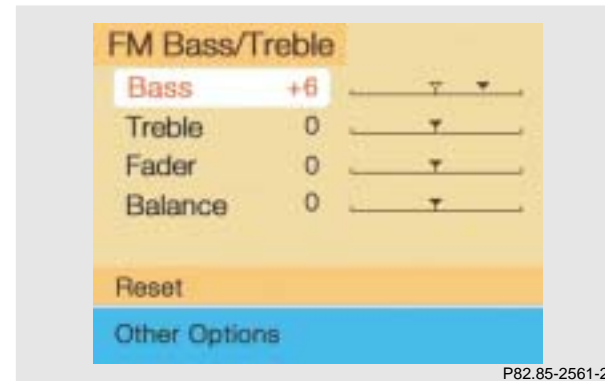 FM Bass/Treble
Bass +6
Treble 0
Fader 0
Balance 0
Reset
Other Options
P82.85-2561-2